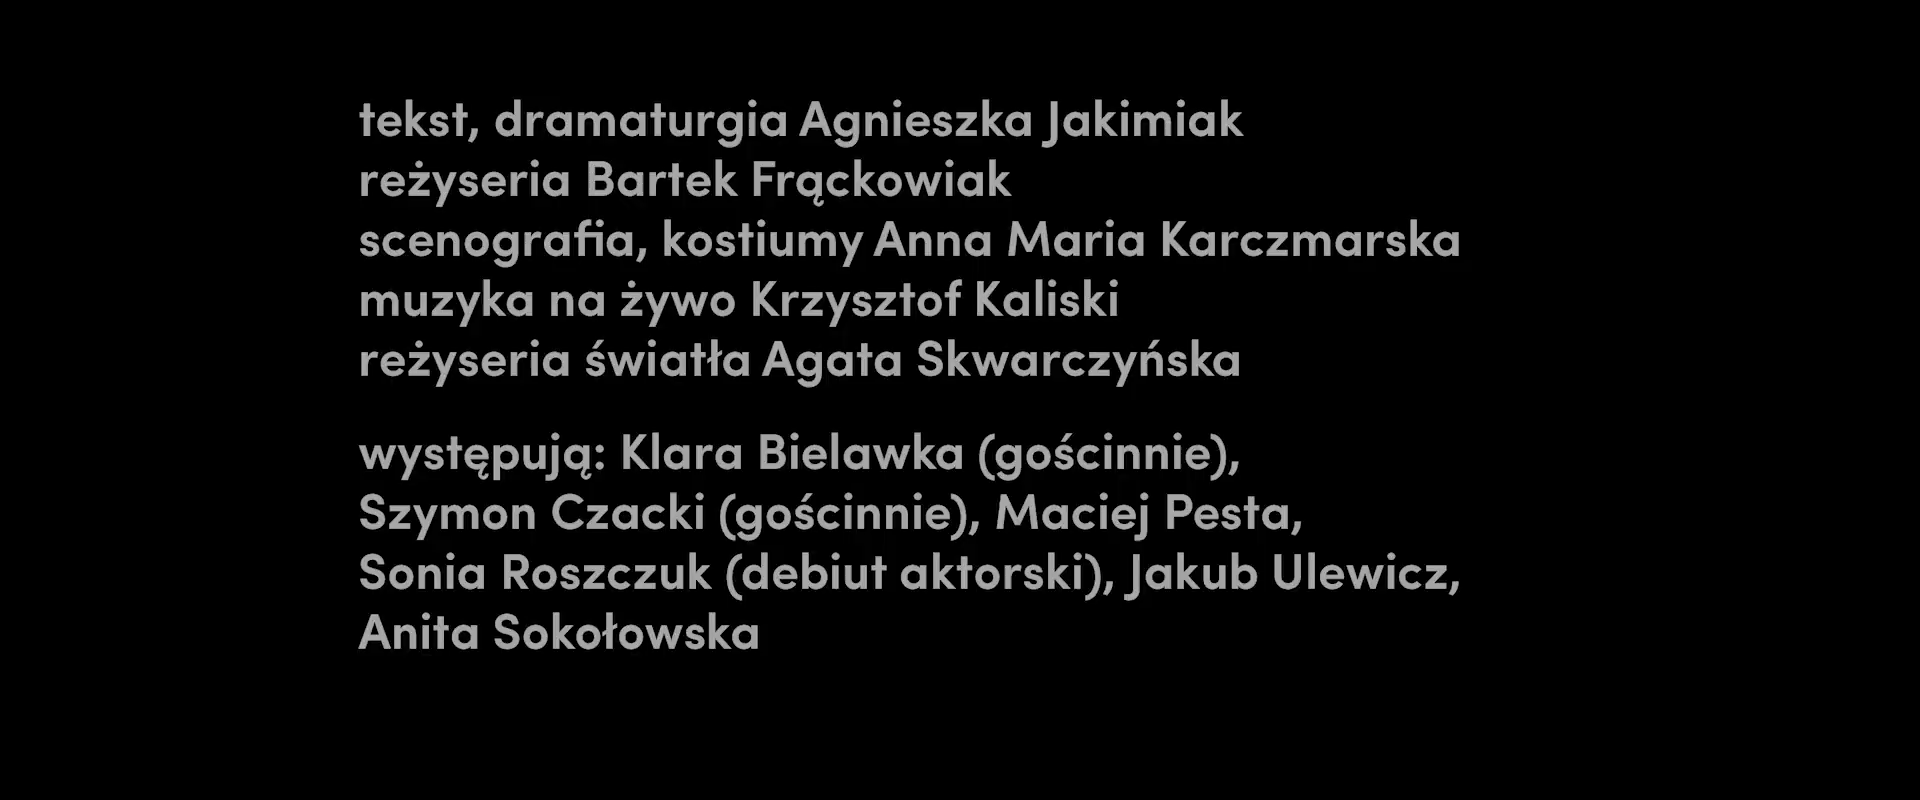 tekst, dramaturgia Agnieszka Jakimiak
reżyseria Bartek Frąckowiak
scenografia, kostiumy Anna Maria Karczmarska
muzyka na żywo Krzysztof Kaliski
reżyseria światła Agata Skwarczyńska
występują: Klara Bielawka (gościnnie),
Szymon Czacki (gościnnie), Maciej Pesta,
Sonia Roszczuk (debiut aktorski), Jakub Ulewicz,
Anita Sokołowska